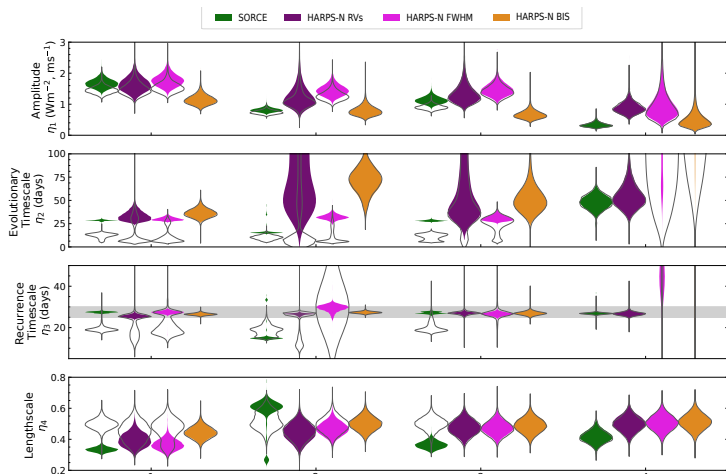 SORCE HARPS-N RVs HARPS-N FWHM HARPS-N BIS
Amplitude
η1 (Wm−2, ms−1)
3
2
1
0
Evolutionary
Timescale
η2 (days)
100
75
50
25
0
Recurrence
Timescale
η3 (days)
40
20
Lengthscale
η4
0.8
0.6
0.4
0.2